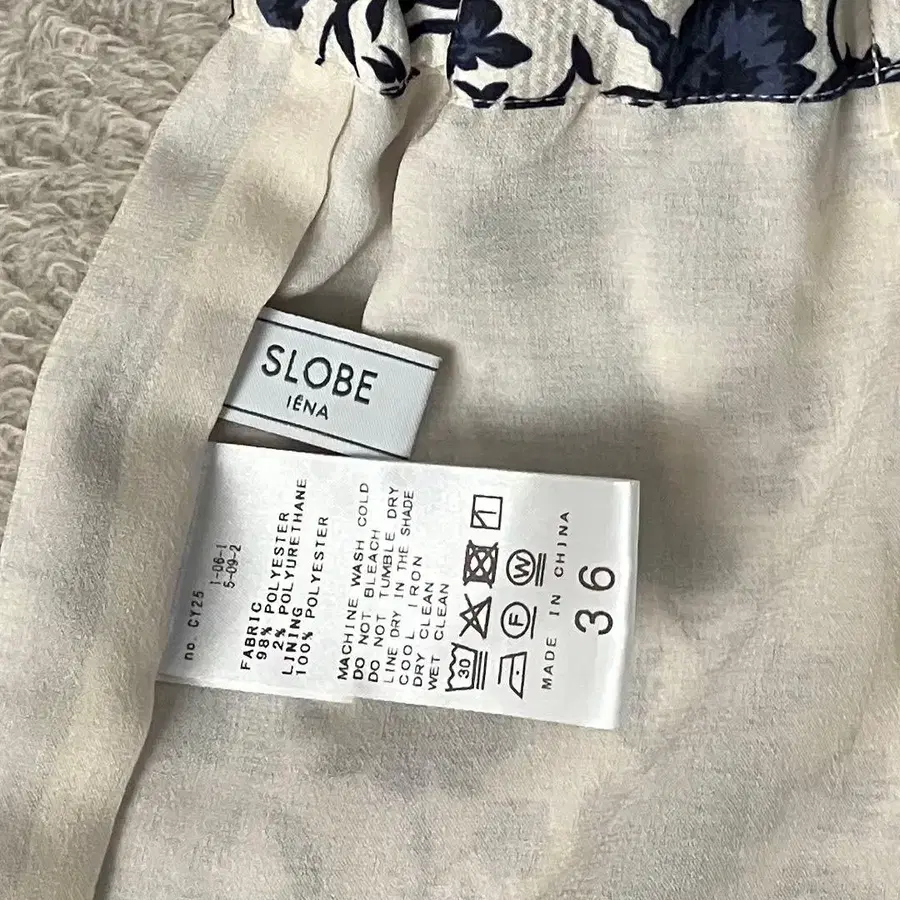 SLOBE
IÉNA
no. CY25
1-06-1
5-09-2
FABRIC
98% POLYESTER
2% POLYURETHANE
LINING
100% POLYESTER
MACHINE WASH COLD
DO NOT BLEACH
DO NOT TUMBLE DRY
LINE DRY IN THE SHADE
COOL IRON
DRY CLEAN
WET CLEAN
30
F
W
MADE IN CHINA
36